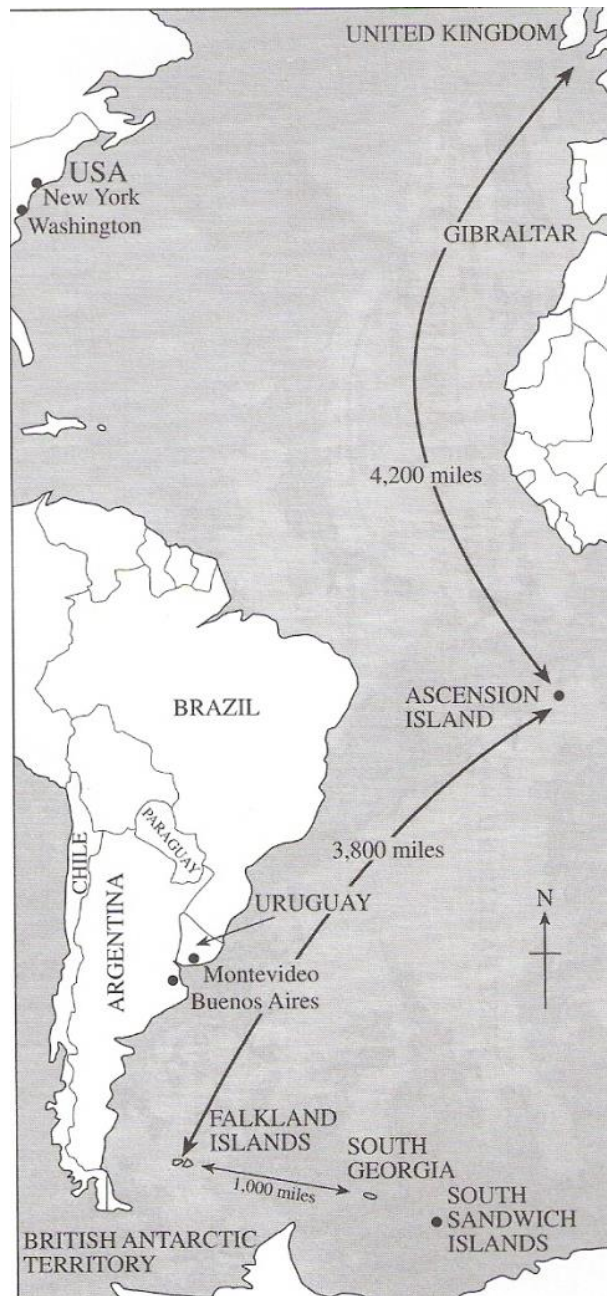 UNITED KINGDOM
USA
New York
Washington
GIBRALTAR
4,200 miles
ASCENSION
ISLAND
BRAZIL
PARAGUAY
CHILE
3,800 miles
ARGENTINA
URUGUAY
N
Montevideo
Buenos Aires
FALKLAND
ISLANDS
SOUTH
GEORGIA
1,000 miles
SOUTH
SANDWICH
ISLANDS
BRITISH ANTARCTIC
TERRITORY